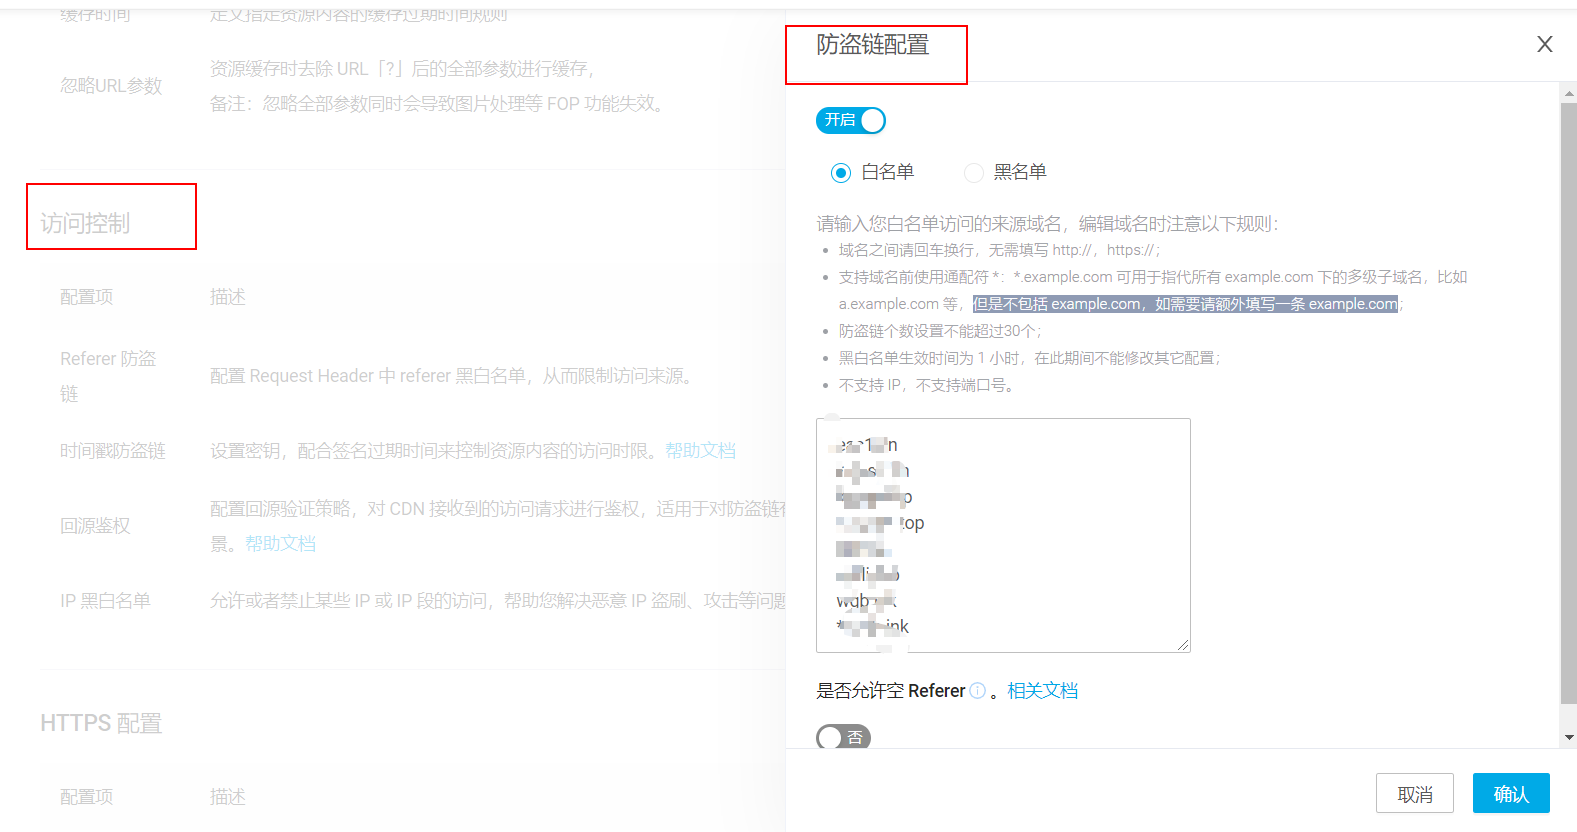 缓存时间
定义指定资源内容的缓存过期时间规则
忽略URL参数
资源缓存时去除 URL「?」后的全部参数进行缓存，
备注：忽略全部参数同时会导致图片处理等 FOP 功能失效。
访问控制
配置项
描述
Referer 防盗
链
配置 Request Header 中 referer 黑白名单，从而限制访问来源。
时间戳防盗链
设置密钥，配合签名过期时间来控制资源内容的访问时限。帮助文档
回源鉴权
配置回源验证策略，对 CDN 接收到的访问请求进行鉴权，适用于对防盗链
景。帮助文档
IP 黑白名单
允许或者禁止某些 IP 或 IP 段的访问，帮助您解决恶意 IP 盗刷、攻击等问题
HTTPS 配置
配置项
描述
防盗链配置
开启
白名单
黑名单
请输入您白名单访问的来源域名，编辑域名时注意以下规则：
域名之间请回车换行，无需填写 http://，https://；
支持域名前使用通配符 *：*.example.com 可用于指代所有 example.com 下的多级子域名，比如
a.example.com 等，但是不包括 example.com，如需要请额外填写一条 example.com；
防盗链个数设置不能超过30个；
黑白名单生效时间为 1 小时，在此期间不能修改其它配置；
不支持 IP，不支持端口号。
是否允许空 Referer 。相关文档
否
取消
确认